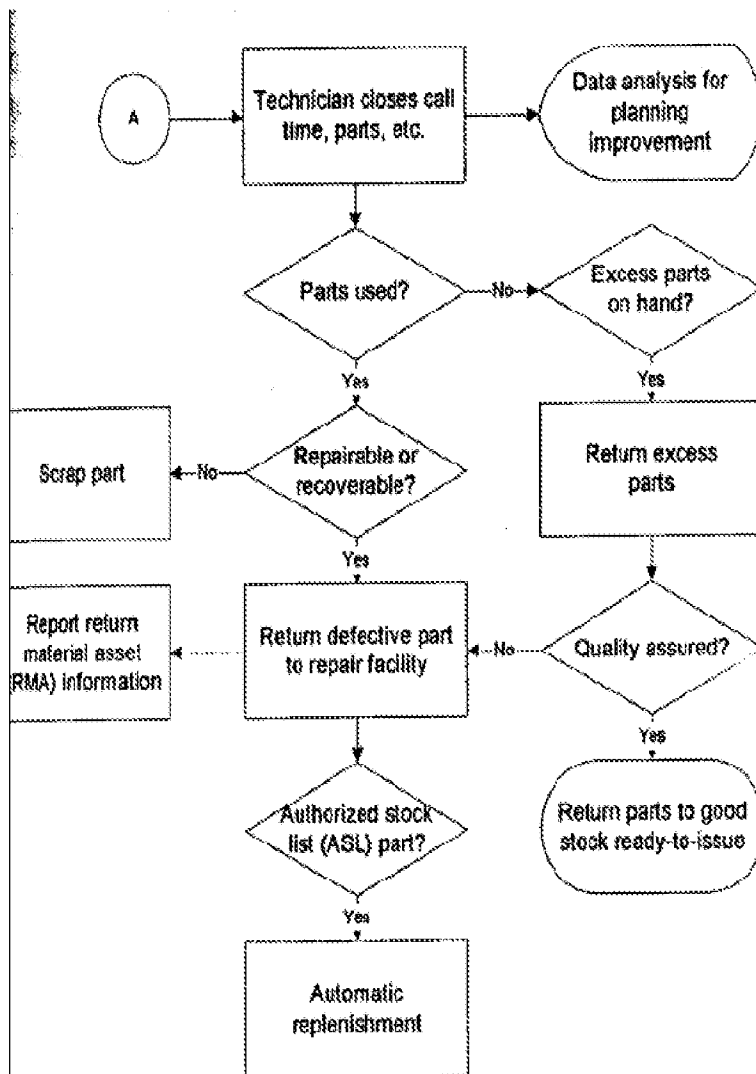 A
Technician closes call
time, parts, etc.
Data analysis for
planning
improvement
Parts used?
No
Excess parts
on hand?
Yes
Yes
Scrap part
No
Repairable or
recoverable?
Return excess
parts
Yes
Report return
material asset
(RMA) information
Return defective part
to repair facility
No
Quality assured?
Yes
Authorized stock
list (ASL) part?
Return parts to good
stock ready-to-issue
Yes
Automatic
replenishment